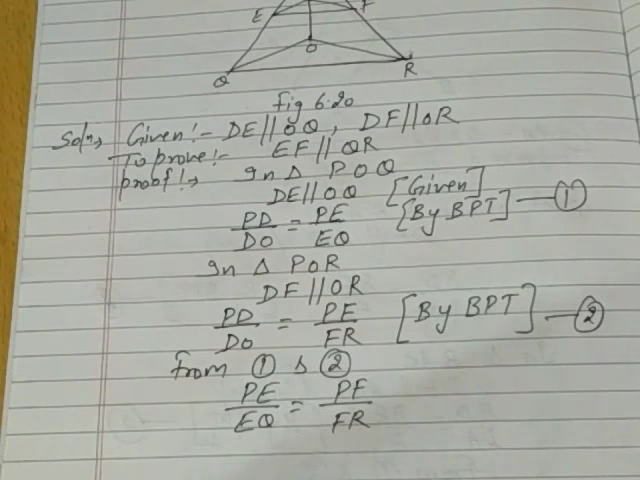 E F
O
Q R
fig 6.20
Soln, Given:- DE||OQ, DF||OR
To prove:- EF||QR
proof:→ In Δ POQ
DE||OQ [Given]
PD/DO = PE/EQ [By BPT] —①
In Δ POR
DF||OR
PD/DO = PF/FR [By BPT] —②
from ① & ②
PE/EQ = PF/FR